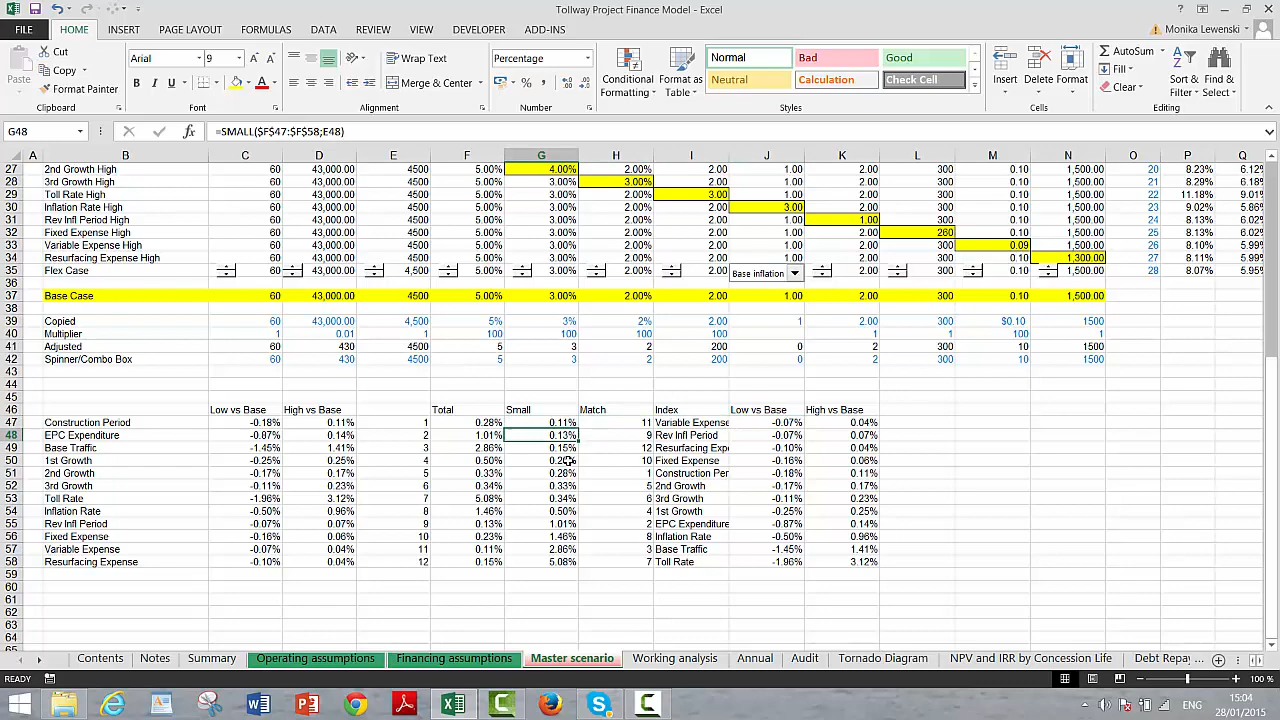 Tollway Project Finance Model - Excel
FILE HOME INSERT PAGE LAYOUT FORMULAS DATA REVIEW VIEW DEVELOPER ADD-INS Monika Lewenski
Paste Cut Copy Format Painter Clipboard
Arial 9 B I U Font
Wrap Text Merge & Center Alignment
Percentage % Number
Conditional Formatting Format as Table Normal Bad Good Neutral Calculation Check Cell Styles
Insert Delete Format Cells
AutoSum Fill Clear Sort & Filter Find & Select Editing
G48 fx =SMALL($F$47:$F$58;E48)
A B C D E F G H I J K L M N O P Q
27 2nd Growth High 60 43,000.00 4500 5.00% 4.00% 2.00% 2.00 1.00 2.00 300 0.10 1,500.00 20 8.23% 6.12%
28 3rd Growth High 60 43,000.00 4500 5.00% 3.00% 3.00% 2.00 1.00 2.00 300 0.10 1,500.00 21 8.29% 6.18%
29 Toll Rate High 60 43,000.00 4500 5.00% 3.00% 2.00% 3.00 1.00 2.00 300 0.10 1,500.00 22 11.18% 9.01%
30 Inflation Rate High 60 43,000.00 4500 5.00% 3.00% 2.00% 2.00 3.00 2.00 300 0.10 1,500.00 23 9.02% 5.86%
31 Rev Infl Period High 60 43,000.00 4500 5.00% 3.00% 2.00% 2.00 1.00 1.00 300 0.10 1,500.00 24 8.13% 6.02%
32 Fixed Expense High 60 43,000.00 4500 5.00% 3.00% 2.00% 2.00 1.00 2.00 260 0.10 1,500.00 25 8.13% 6.01%
33 Variable Expense High 60 43,000.00 4500 5.00% 3.00% 2.00% 2.00 1.00 2.00 300 0.09 1,500.00 26 8.10% 5.99%
34 Resurfacing Expense High 60 43,000.00 4500 5.00% 3.00% 2.00% 2.00 1.00 2.00 300 0.10 1,300.00 27 8.11% 5.99%
35 Flex Case 60 43,000.00 4,500 5.00% 3.00% 2.00% 2.00 Base inflation 2.00 300 0.10 1,500.00 28 8.07% 5.95%
36
37 Base Case 60 43,000.00 4500 5.00% 3.00% 2.00% 2.00 1.00 2.00 300 0.10 1,500.00
38
39 Copied 60 43,000.00 4,500 5% 3% 2% 2.00 1 2.00 300 $0.10 1500
40 Multiplier 1 0.01 1 100 100 100 100 1 1 100 1
41 Adjusted 60 430 4500 5 3 2 200 0 2 300 10 1500
42 Spinner/Combo Box 60 430 4500 5 3 2 200 0 2 300 10 1500
43
44
45
46 Low vs Base High vs Base Total Small Match Index Low vs Base High vs Base
47 Construction Period -0.18% 0.11% 1 0.28% 0.11% 11 Variable Expense -0.07% 0.04%
48 EPC Expenditure -0.87% 0.14% 2 1.01% 0.13% 9 Rev Infl Period -0.07% 0.07%
49 Base Traffic -1.45% 1.41% 3 2.86% 0.15% 12 Resurfacing Exp -0.10% 0.04%
50 1st Growth -0.25% 0.25% 4 0.50% 10 Fixed Expense -0.16% 0.06%
51 2nd Growth -0.17% 0.17% 5 0.33% 0.28% 1 Construction Per -0.18% 0.11%
52 3rd Growth -0.11% 0.23% 6 0.34% 0.33% 5 2nd Growth -0.17% 0.17%
53 Toll Rate -1.96% 3.12% 7 5.08% 0.34% 6 3rd Growth -0.11% 0.23%
54 Inflation Rate -0.50% 0.96% 8 1.46% 0.50% 4 1st Growth -0.25% 0.25%
55 Rev Infl Period -0.07% 0.07% 9 0.13% 1.01% 2 EPC Expenditure -0.87% 0.14%
56 Fixed Expense -0.16% 0.06% 10 0.23% 1.46% 8 Inflation Rate -0.50% 0.96%
57 Variable Expense -0.07% 0.04% 11 0.11% 2.86% 3 Base Traffic -1.45% 1.41%
58 Resurfacing Expense -0.10% 0.04% 12 0.15% 5.08% 7 Toll Rate -1.96% 3.12%
59
60
61
62
63
64
65
Contents Notes Summary Operating assumptions Financing assumptions Master scenario Working analysis Annual Audit Tornado Diagram NPV and IRR by Concession Life Debt Repay ...
READY 100 %
ENG 15:04
28/01/2015